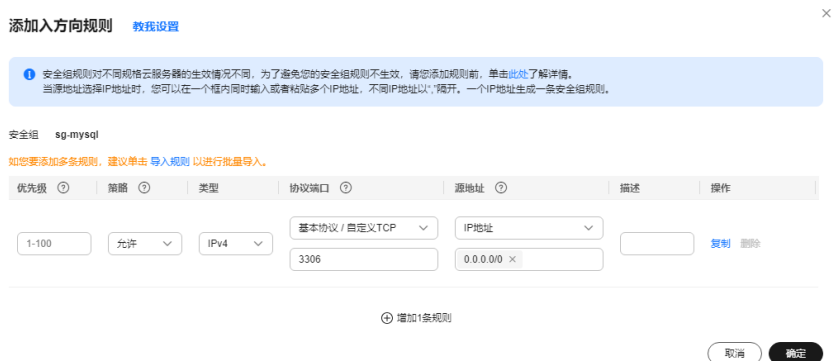 添加入方向规则 教我设置
安全组规则对不同规格云服务器的生效情况不同，为了避免您的安全组规则不生效，请您添加规则前，单击此处了解详情。
当源地址选择IP地址时，您可以在一个框内同时输入或者粘贴多个IP地址，不同IP地址以“,”隔开。一个IP地址生成一条安全组规则。
安全组 sg-mysql
如您要添加多条规则，建议单击 导入规则 以进行批量导入。
优先级 策略 类型 协议端口 源地址 描述 操作
基本协议 / 自定义TCP IP地址
1-100 允许 IPv4 复制 删除
3306 0.0.0.0/0
增加1条规则
取消 确定